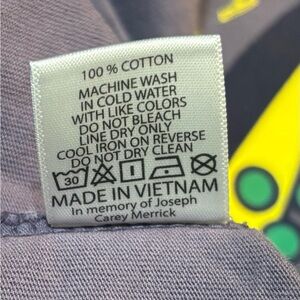 100 % COTTON
MACHINE WASH
IN COLD WATER
WITH LIKE COLORS
DO NOT BLEACH
LINE DRY ONLY
COOL IRON ON REVERSE
DO NOT DRY CLEAN
30
MADE IN VIETNAM
In memory of Joseph
Carey Merrick